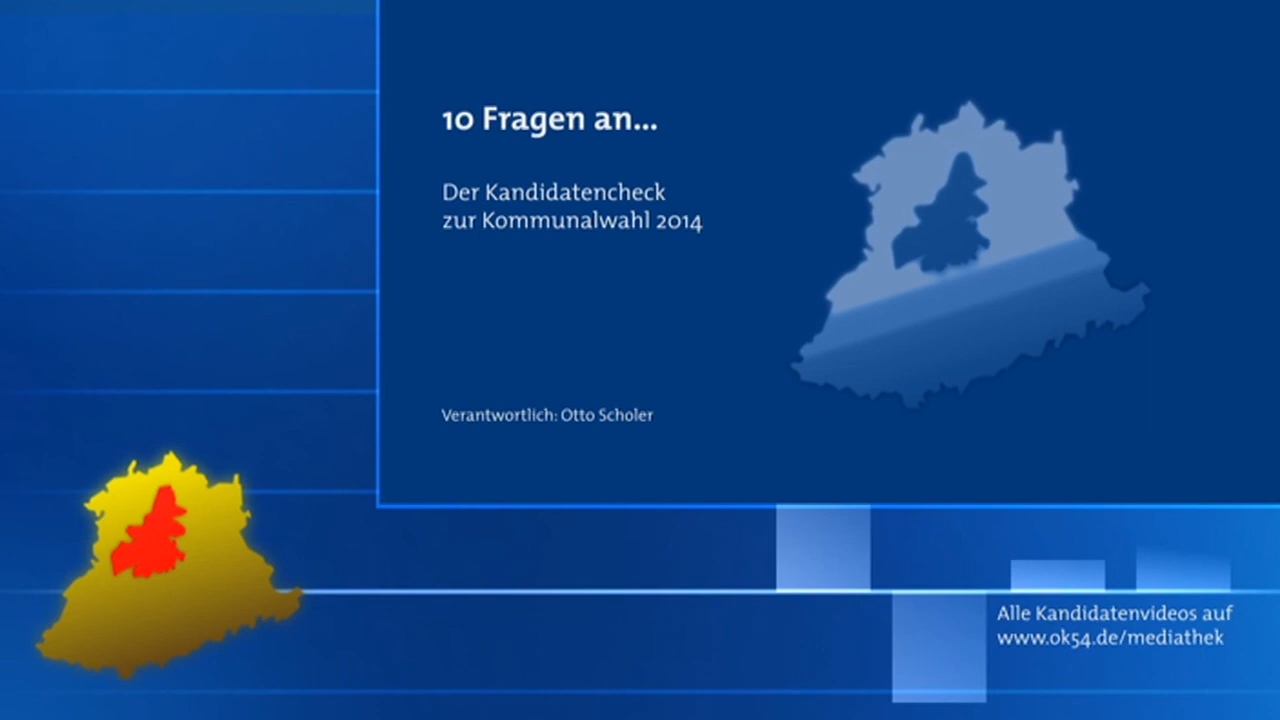 10 Fragen an...
Der Kandidatencheck
zur Kommunalwahl 2014
Verantwortlich: Otto Scholer
Alle Kandidatenvideos auf
www.ok54.de/mediathek